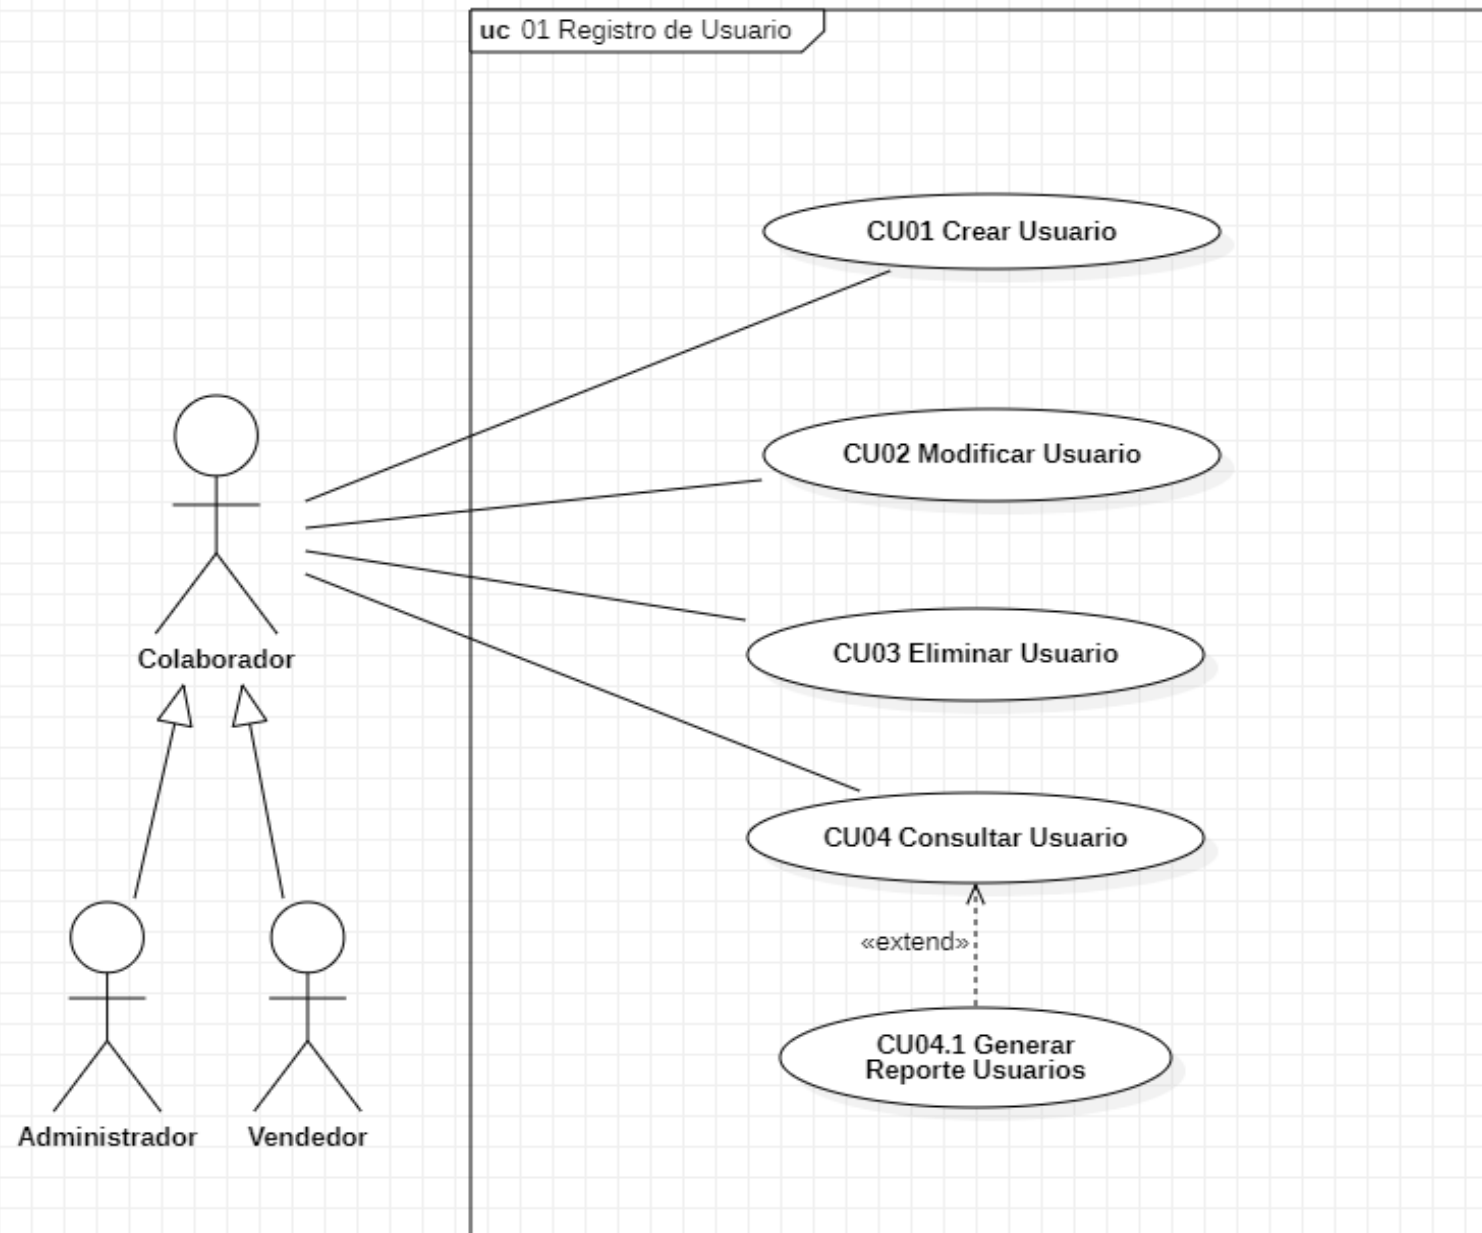 uc 01 Registro de Usuario
CU01 Crear Usuario
CU02 Modificar Usuario
Colaborador
CU03 Eliminar Usuario
CU04 Consultar Usuario
«extend»
CU04.1 Generar
Reporte Usuarios
Administrador
Vendedor